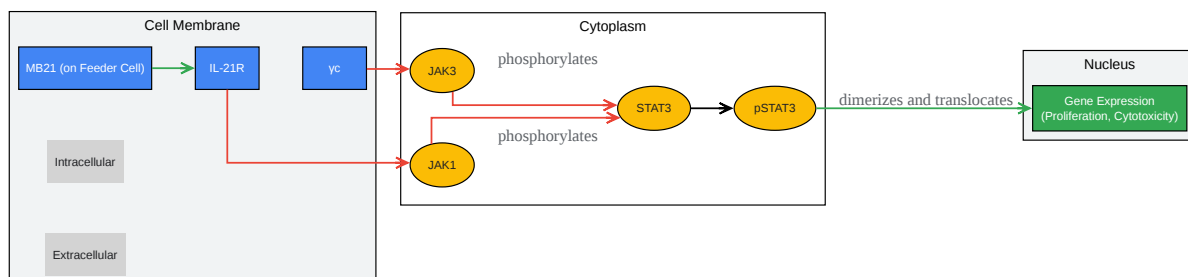 Cell Membrane
MB21 (on Feeder Cell)
IL-21R
γc
Intracellular
Extracellular
Cytoplasm
JAK3
phosphorylates
STAT3
pSTAT3
phosphorylates
JAK1
dimerizes and translocates
Nucleus
Gene Expression
(Proliferation, Cytotoxicity)